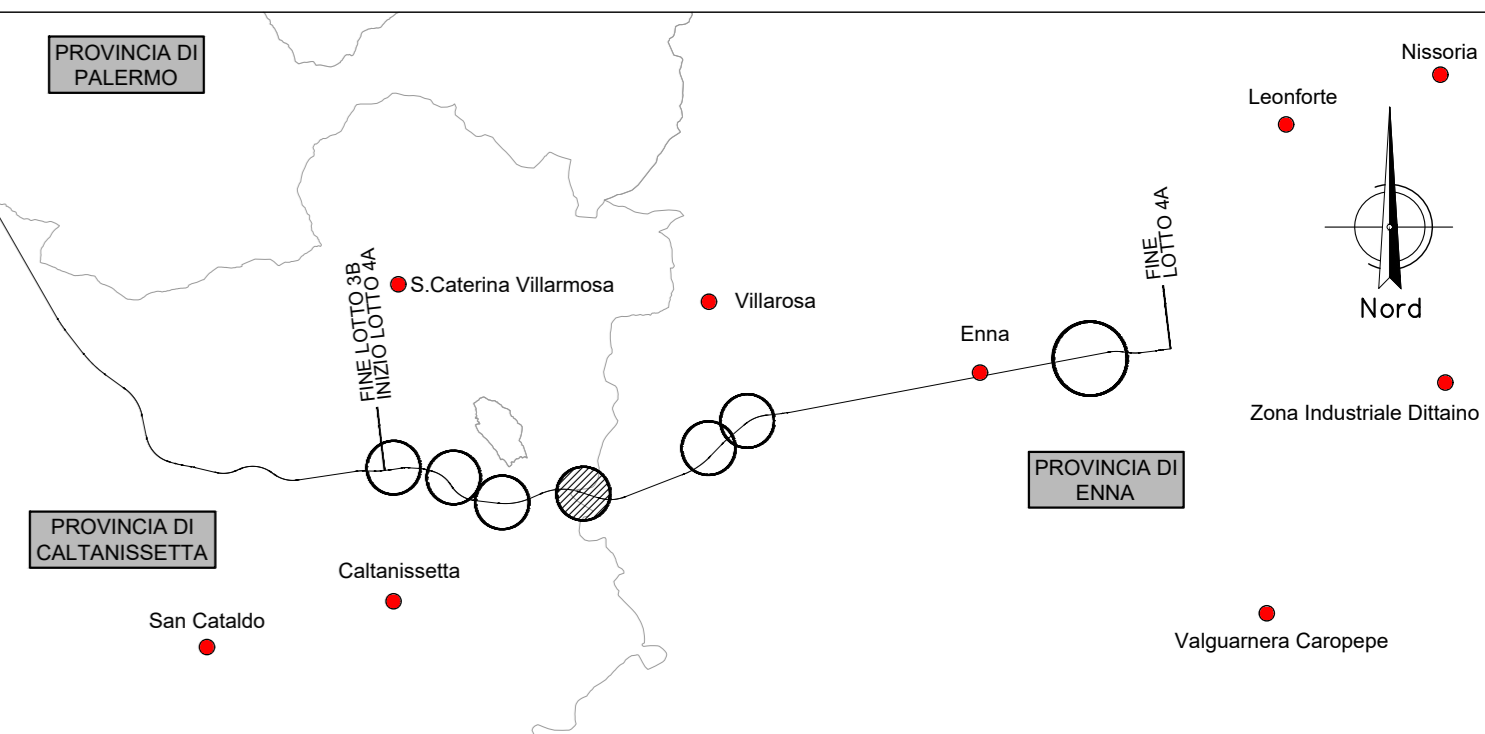 PROVINCIA DI
PALERMO
Nissoria
Leonforte
FINE LOTTO 3B
INIZIO LOTTO 4A
S.Caterina Villarmosa
Villarosa
Enna
FINE
LOTTO 4A
Nord
Zona Industriale Dittaino
PROVINCIA DI
ENNA
PROVINCIA DI
CALTANISSETTA
Caltanissetta
San Cataldo
Valguarnera Caropepe